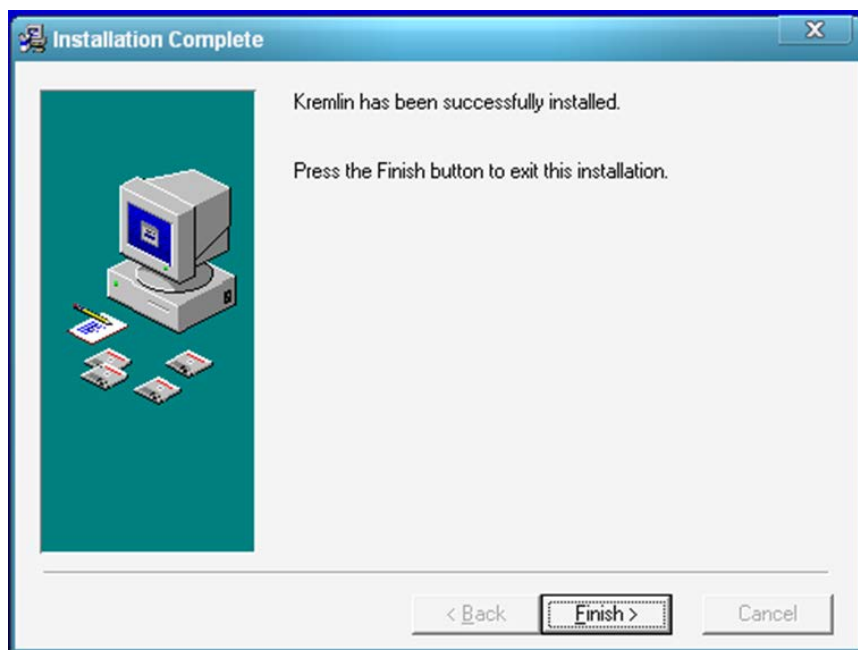 Installation Complete
Kremlin has been successfully installed.
Press the Finish button to exit this installation.
< Back
Finish >
Cancel